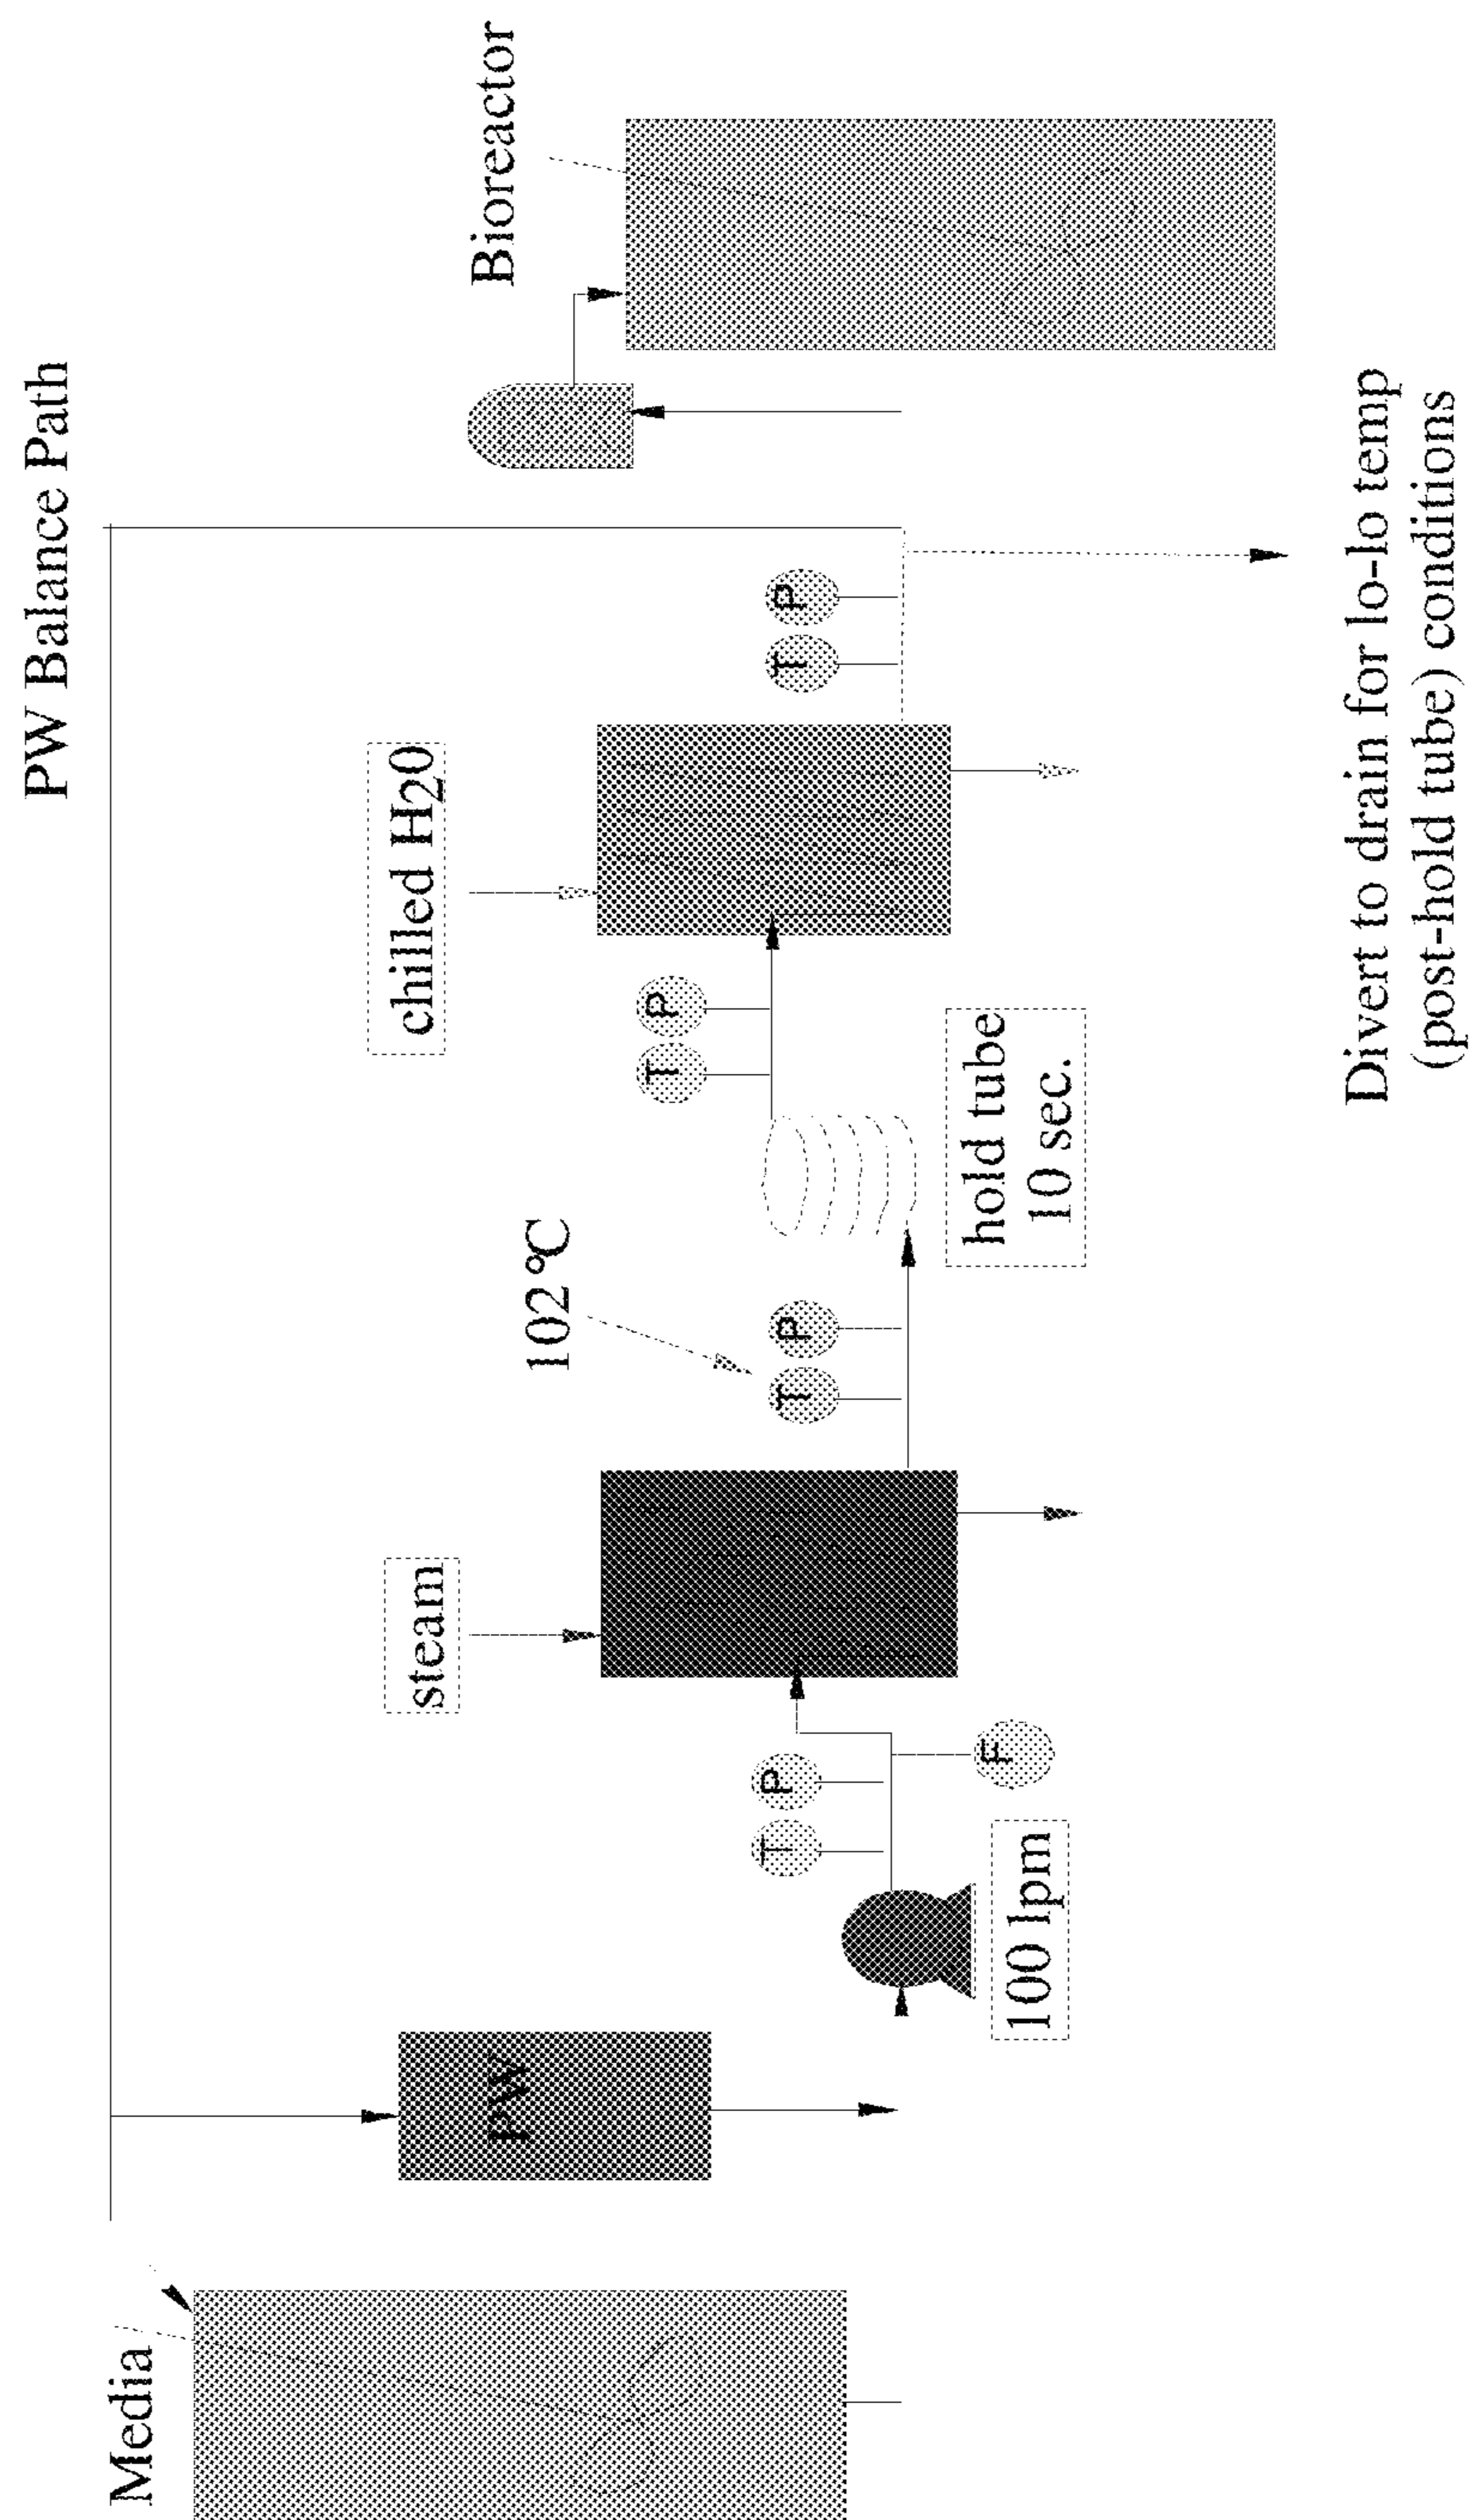 PW Balance Path
Media
PW
steam
102 °C
chilled H20
Bioreactor
T
P
F
100 lpm
T
P
hold tube
10 sec.
T
P
T
P
Divert to drain for lo-lo temp
(post-hold tube) conditions